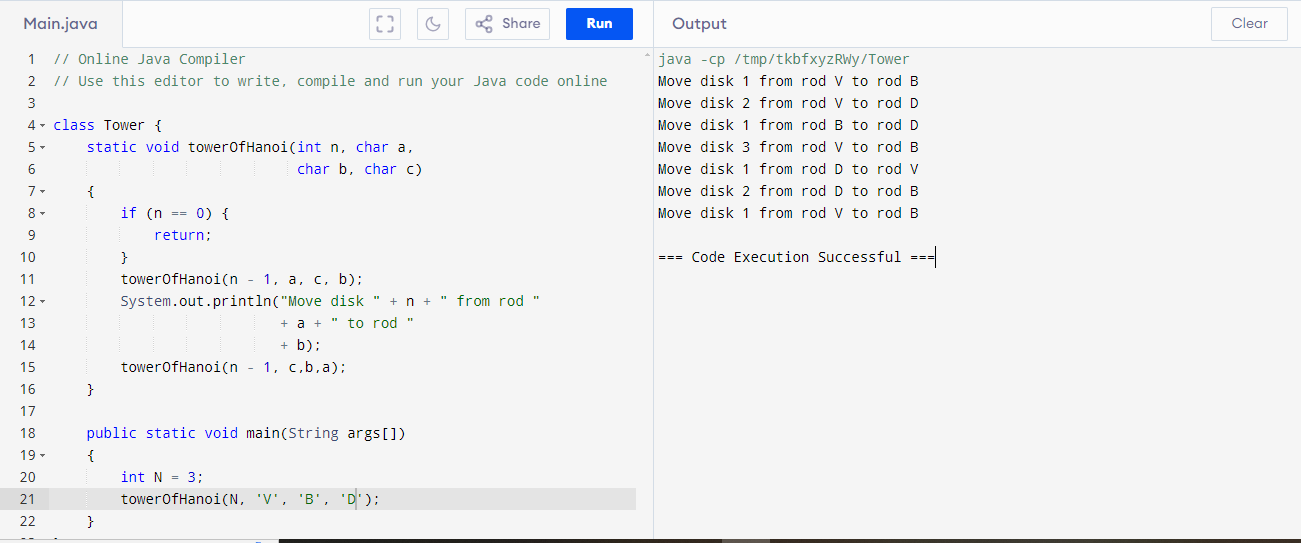 Main.java
Share
Run
1 // Online Java Compiler
2 // Use this editor to write, compile and run your Java code online
3
4 class Tower {
5     static void towerOfHanoi(int n, char a,
6                              char b, char c)
7     {
8         if (n == 0) {
9             return;
10         }
11         towerOfHanoi(n - 1, a, c, b);
12         System.out.println("Move disk " + n + " from rod "
13                            + a + " to rod "
14                            + b);
15         towerOfHanoi(n - 1, c,b,a);
16     }
17
18     public static void main(String args[])
19     {
20         int N = 3;
21         towerOfHanoi(N, 'V', 'B', 'D');
22     }
Output
Clear
java -cp /tmp/tkbfxyzRWy/Tower
Move disk 1 from rod V to rod B
Move disk 2 from rod V to rod D
Move disk 1 from rod B to rod D
Move disk 3 from rod V to rod B
Move disk 1 from rod D to rod V
Move disk 2 from rod D to rod B
Move disk 1 from rod V to rod B
=== Code Execution Successful ===